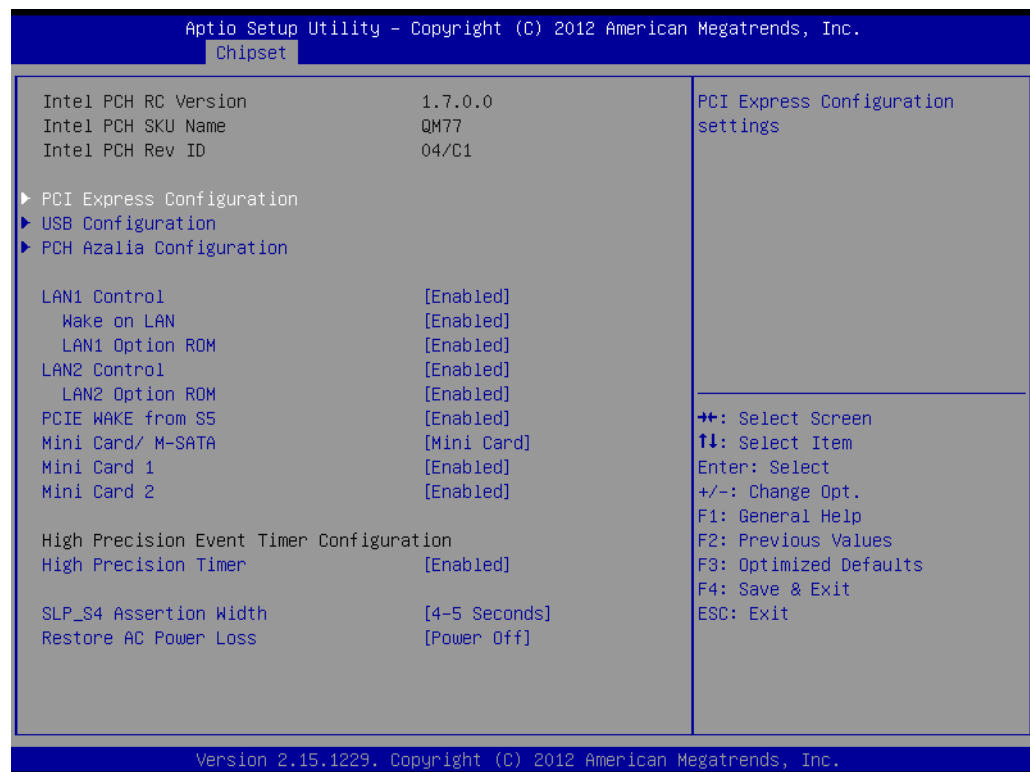 Aptio Setup Utility – Copyright (C) 2012 American Megatrends, Inc.
Chipset
Intel PCH RC Version 1.7.0.0
Intel PCH SKU Name QM77
Intel PCH Rev ID 04/C1
PCI Express Configuration
USB Configuration
PCH Azalia Configuration
LAN1 Control [Enabled]
Wake on LAN [Enabled]
LAN1 Option ROM [Enabled]
LAN2 Control [Enabled]
LAN2 Option ROM [Enabled]
PCIE WAKE from S5 [Enabled]
Mini Card/ M-SATA [Mini Card]
Mini Card 1 [Enabled]
Mini Card 2 [Enabled]
High Precision Event Timer Configuration
High Precision Timer [Enabled]
SLP_S4 Assertion Width [4-5 Seconds]
Restore AC Power Loss [Power Off]
PCI Express Configuration
settings
→←: Select Screen
↑↓: Select Item
Enter: Select
+/-: Change Opt.
F1: General Help
F2: Previous Values
F3: Optimized Defaults
F4: Save & Exit
ESC: Exit
Version 2.15.1229. Copyright (C) 2012 American Megatrends, Inc.